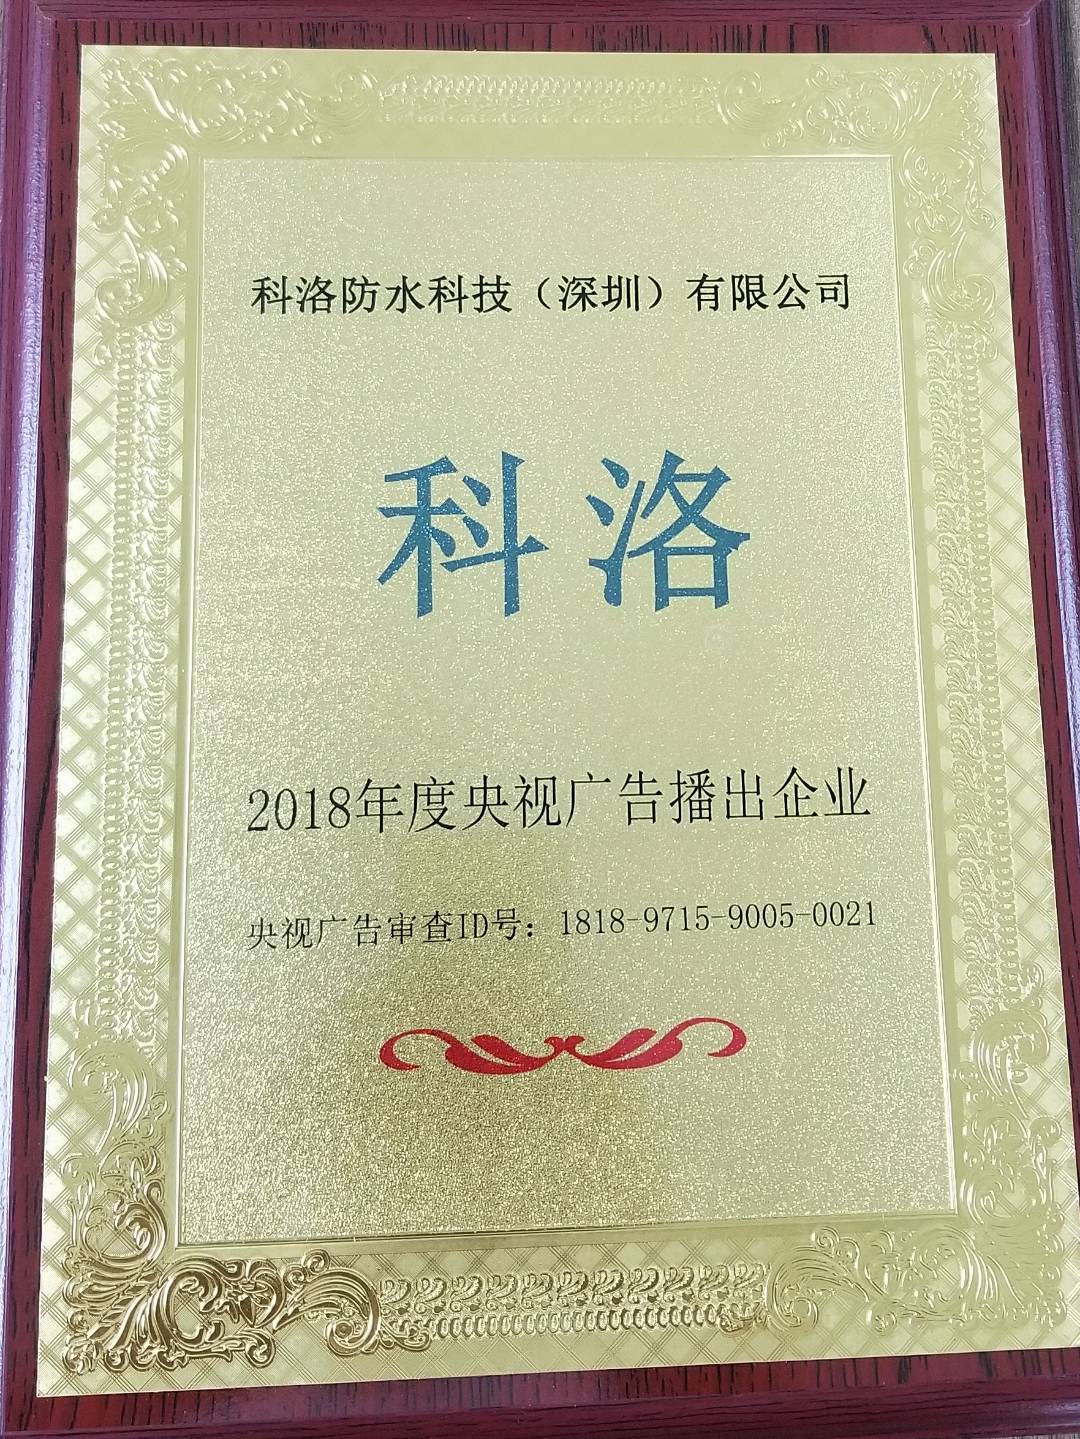 科洛防水科技（深圳）有限公司
科洛
2018年度央视广告播出企业
央视广告审查ID号：1818-9715-9005-0021